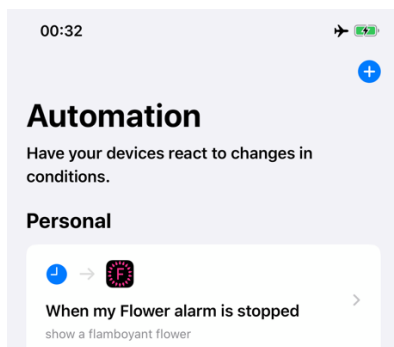 00:32
Automation
Have your devices react to changes in
conditions.
Personal
F
When my Flower alarm is stopped
show a flamboyant flower